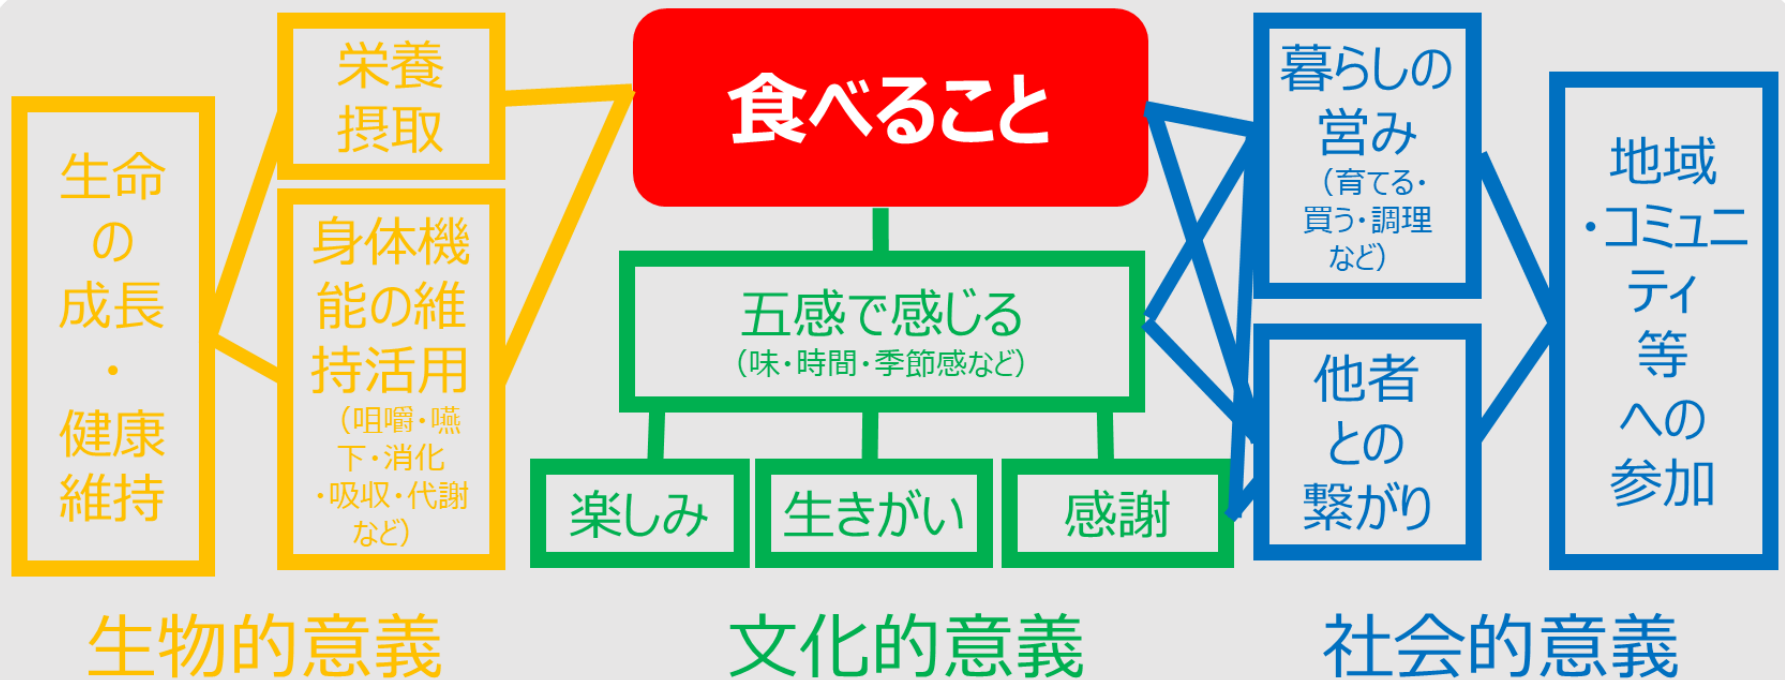 食べること
栄養
摂取
生命
の
成長
・
健康
維持
身体機
能の維
持活用
（咀嚼・嚥
下・消化
・吸収・代謝
など）
生物的意義
五感で感じる
（味・時間・季節感など）
楽しみ
生きがい
感謝
文化的意義
暮らしの
営み
（育てる・
買う・調理
など）
他者
との
繋がり
地域
・コミュニ
ティ
等
への
参加
社会的意義